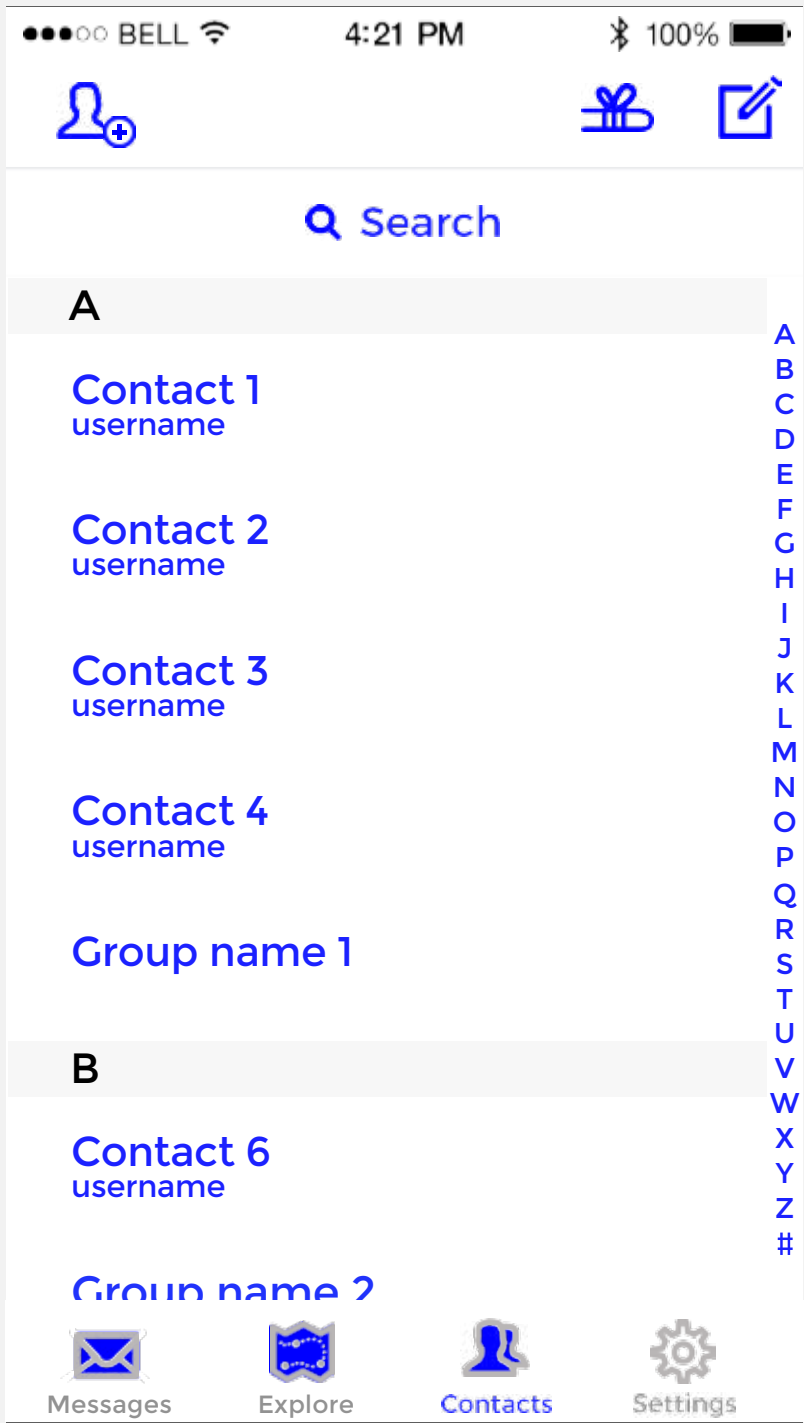 BELL 4:21 PM 100%
Search
A
Contact 1
username
Contact 2
username
Contact 3
username
Contact 4
username
Group name 1
B
Contact 6
username
Group name 2
A
B
C
D
E
F
G
H
I
J
K
L
M
N
O
P
Q
R
S
T
U
V
W
X
Y
Z
#
Messages Explore Contacts Settings